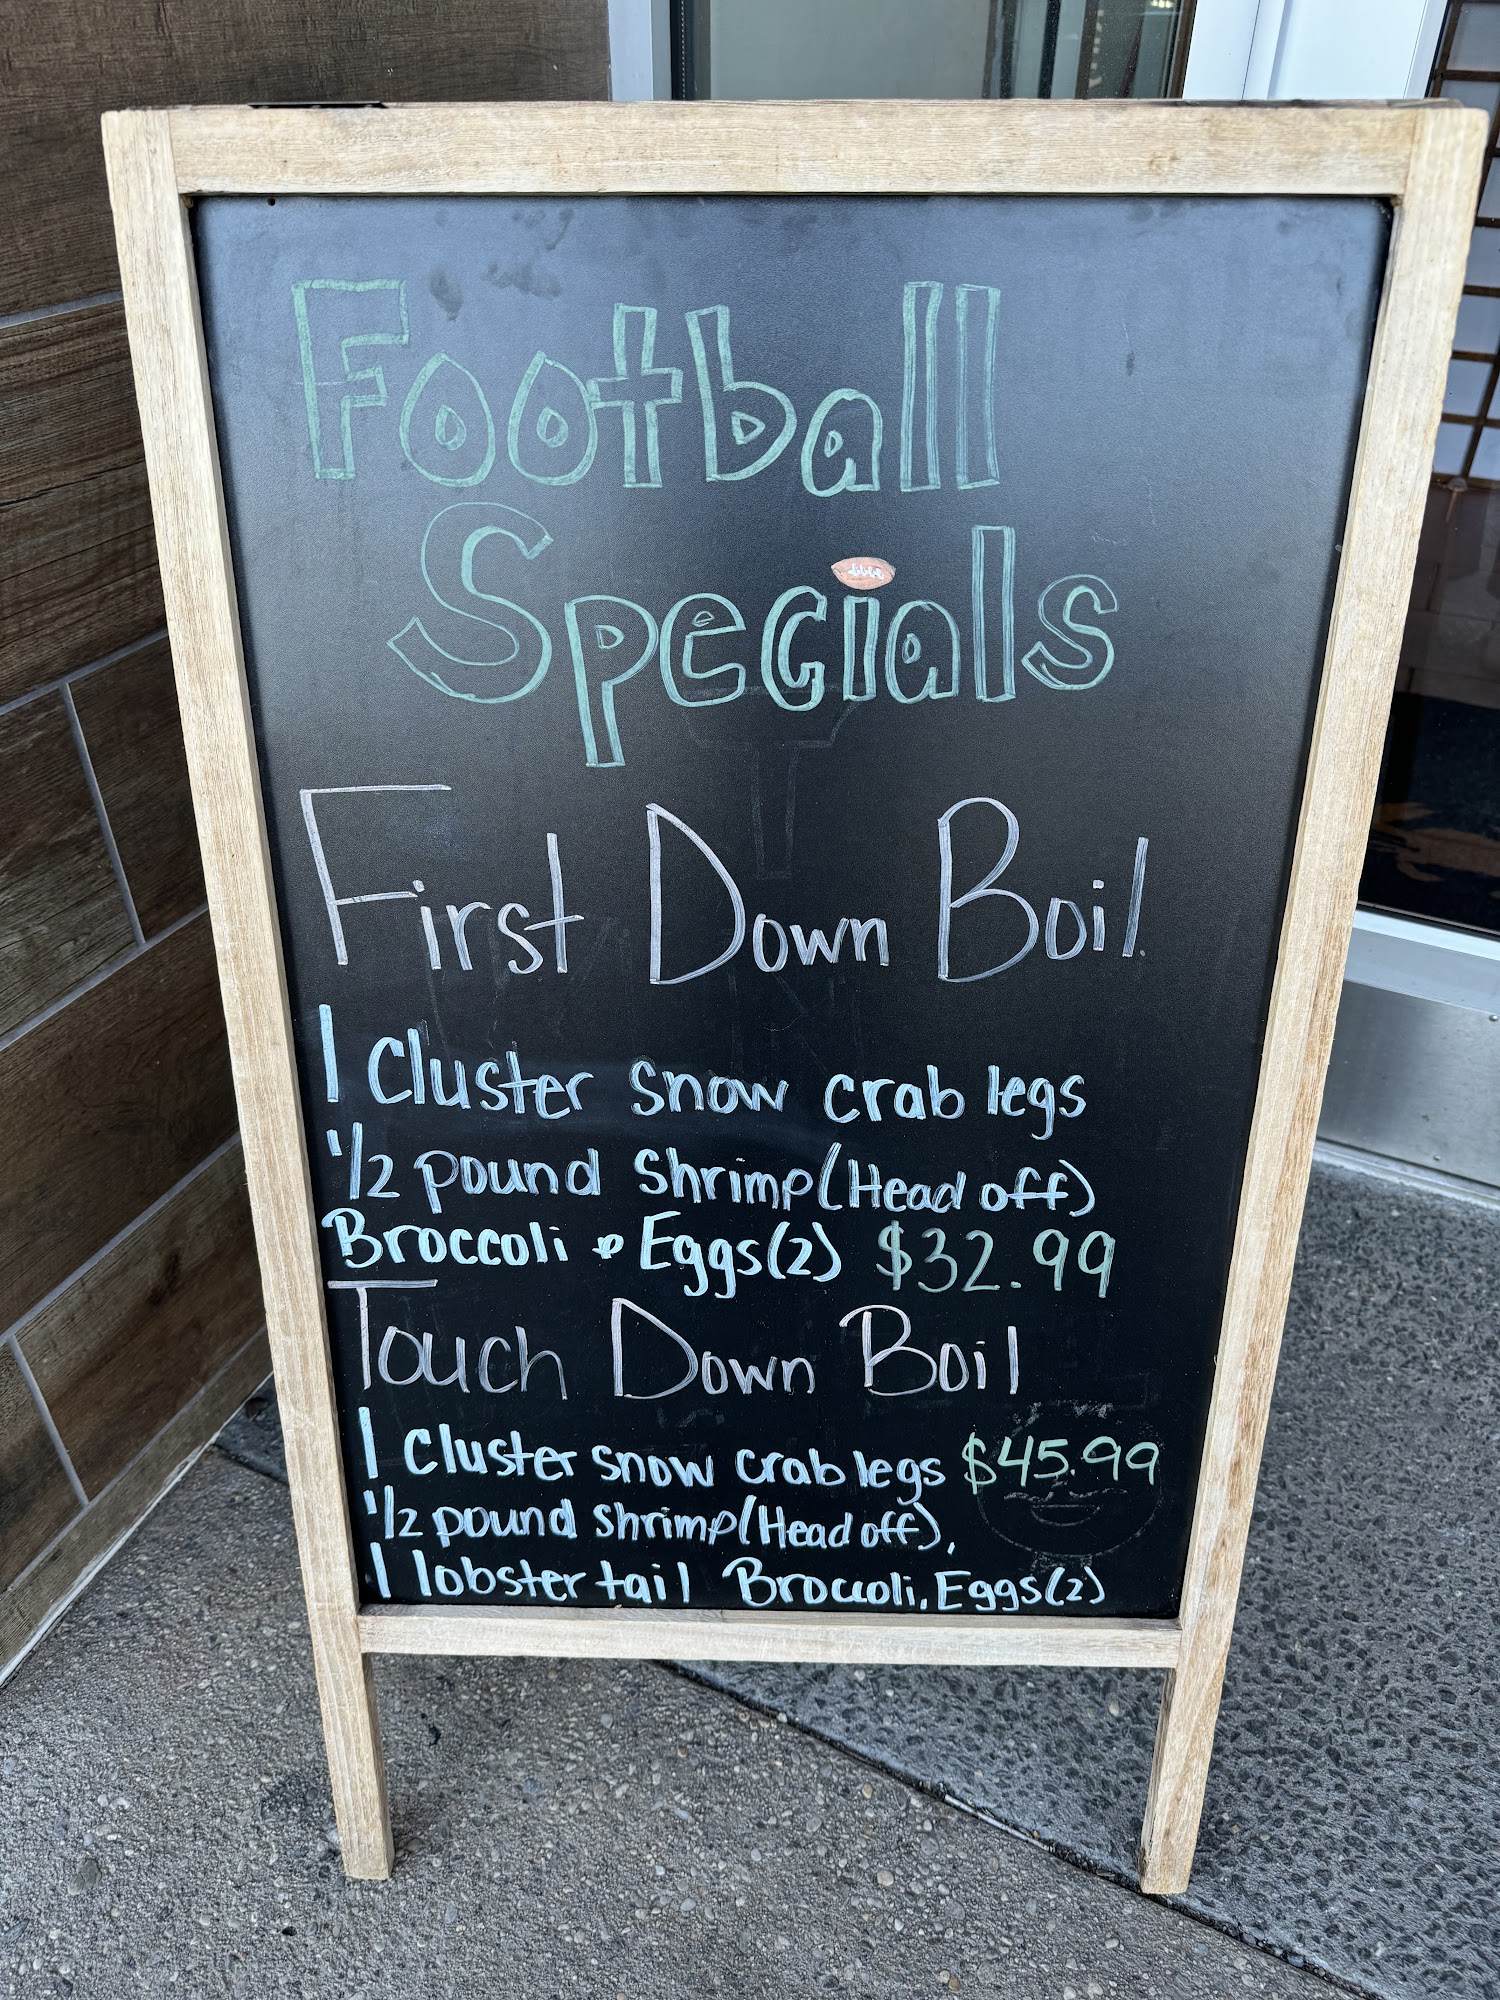 Football
Specials
First Down Boil
1 Cluster snow crab legs
1/2 pound shrimp (Head off)
Broccoli & Eggs(2) $32.99
Touch Down Boil
1 Cluster snow crab legs $45.99
1/2 pound shrimp (Head off),
1 lobster tail Broccoli, Eggs(2)